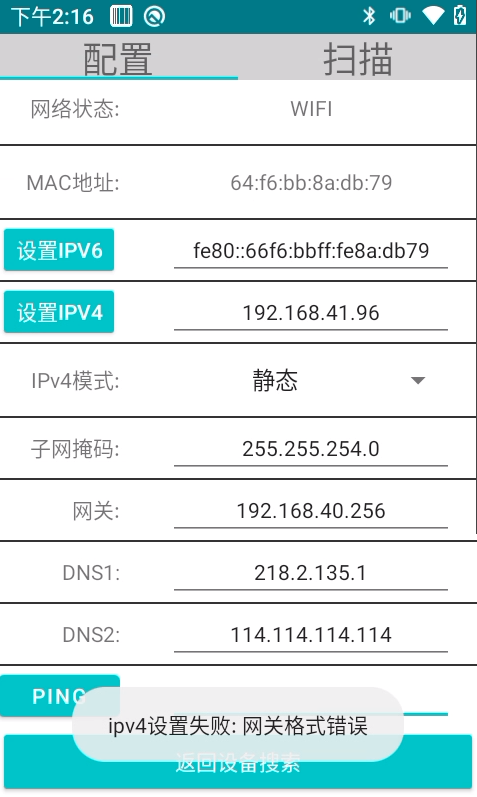 下午2:16
配置 扫描
网络状态: WIFI
MAC地址: 64:f6:bb:8a:db:79
设置IPV6 fe80::66f6:bbff:fe8a:db79
设置IPV4 192.168.41.96
IPv4模式: 静态
子网掩码: 255.255.254.0
网关: 192.168.40.256
DNS1: 218.2.135.1
DNS2: 114.114.114.114
PING
ipv4设置失败: 网关格式错误
返回设备搜索